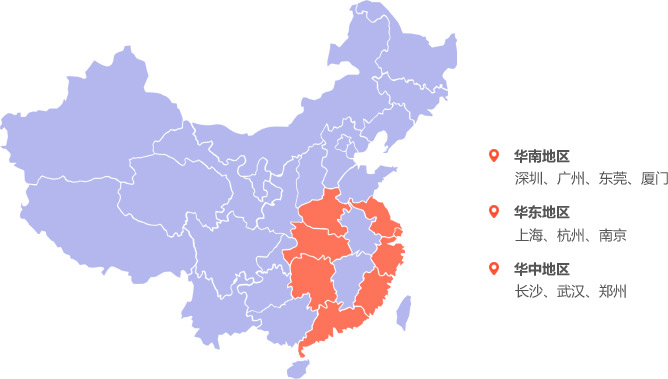 华南地区
深圳、广州、东莞、厦门
华东地区
上海、杭州、南京
华中地区
长沙、武汉、郑州